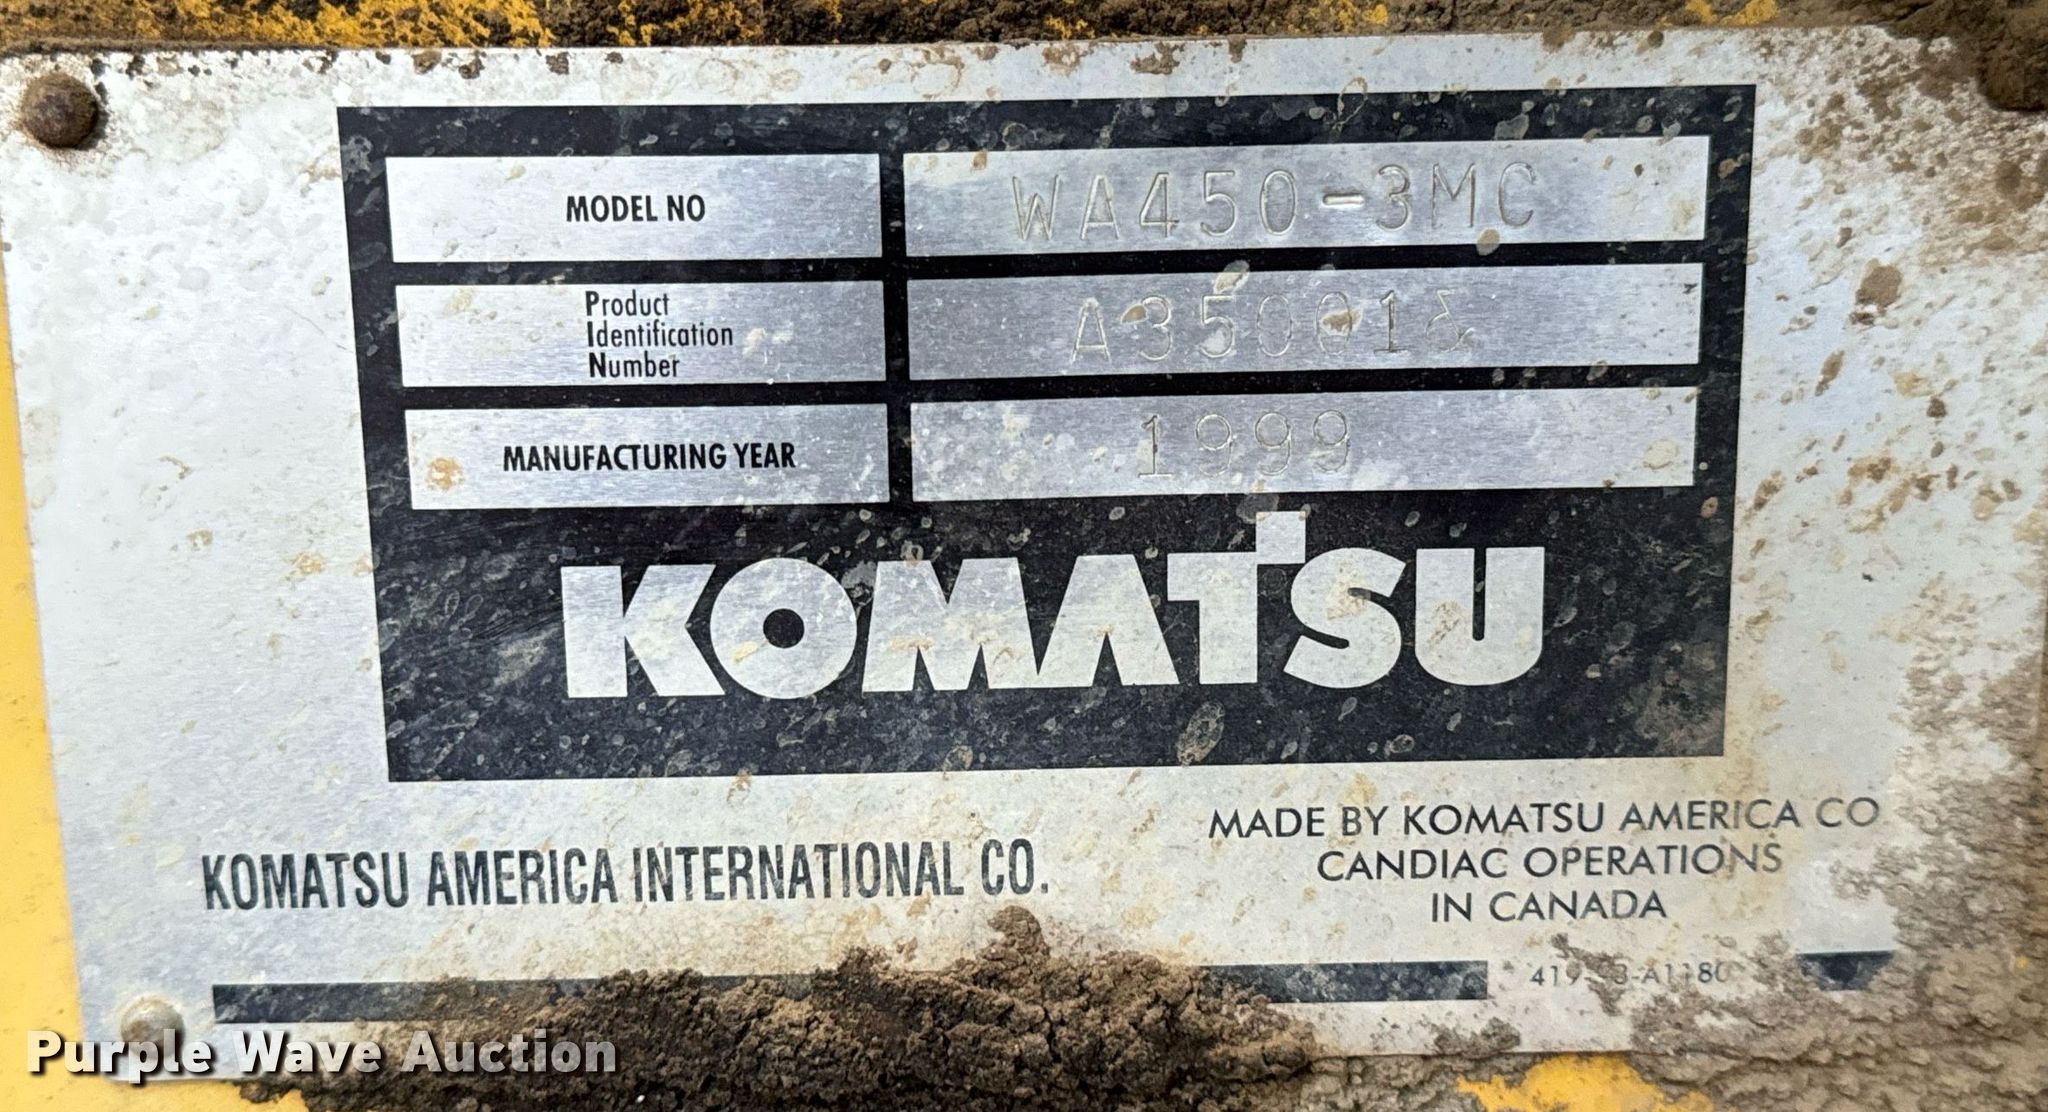 MODEL NO WA450-3MC
Product
Identification
Number
MANUFACTURING YEAR 1999
KOMATSU
KOMATSU AMERICA INTERNATIONAL CO.
MADE BY KOMATSU AMERICA CO
CANDIAC OPERATIONS
IN CANADA
Purple Wave Auction